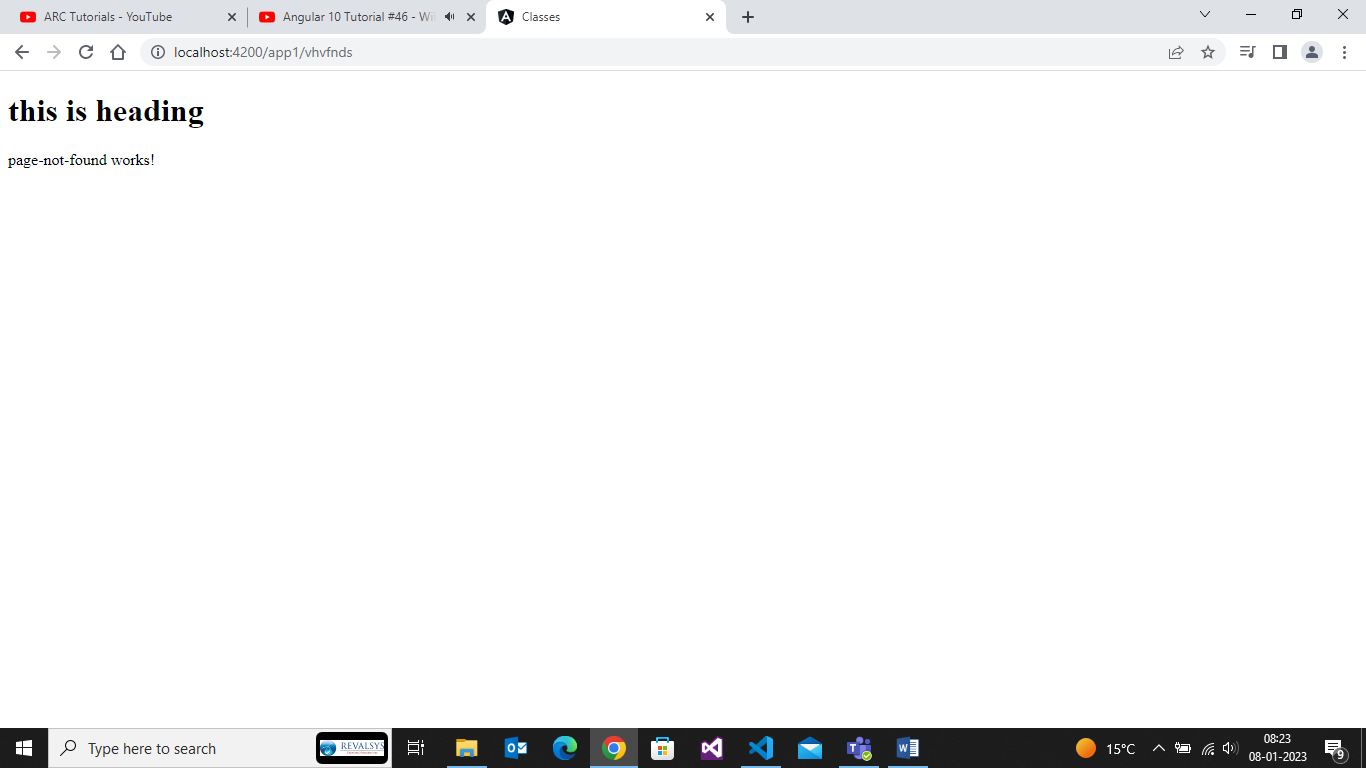 ARC Tutorials - YouTube
Angular 10 Tutorial #46 - Wil
Classes
localhost:4200/app1/vhvfnds
this is heading
page-not-found works!
Type here to search
REVALSYS
15°C
08:23
08-01-2023
9